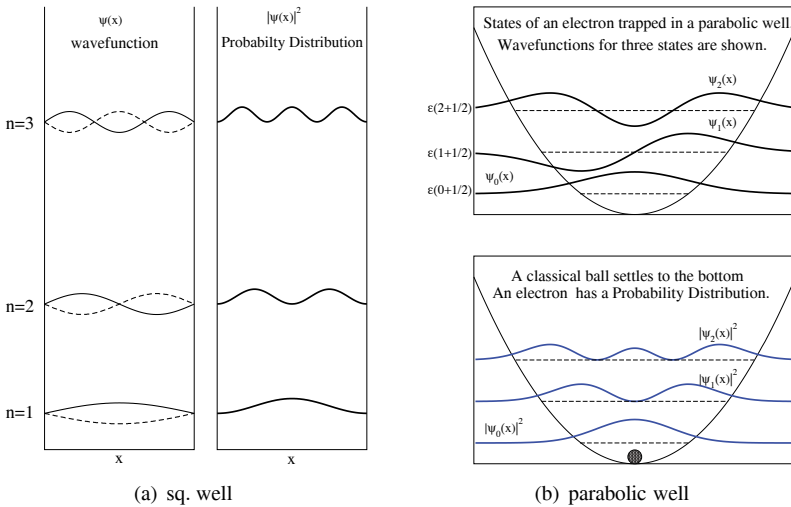 ψ(x)
wavefunction
|ψ(x)|²
Probabilty Distribution
n=3
n=2
n=1
x
x
(a) sq. well
States of an electron trapped in a parabolic well.
Wavefunctions for three states are shown.
ψ₂(x)
ε(2+1/2)
ψ₁(x)
ε(1+1/2)
ψ₀(x)
ε(0+1/2)
A classical ball settles to the bottom
An electron has a Probability Distribution.
|ψ₂(x)|²
|ψ₁(x)|²
|ψ₀(x)|²
(b) parabolic well